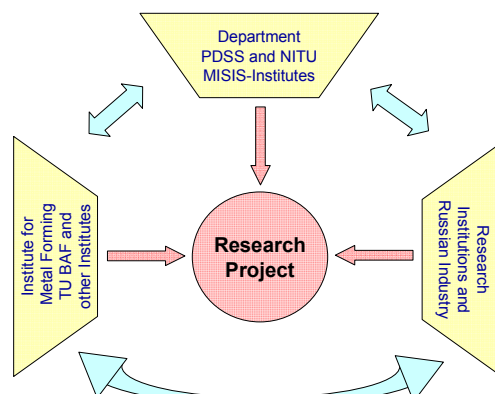 Department
PDSS and NITU
MISIS-Institutes
Institute for
Metal Forming
TU BAF and
other Institutes
Research
Project
Research
Institutions and
Russian Industry